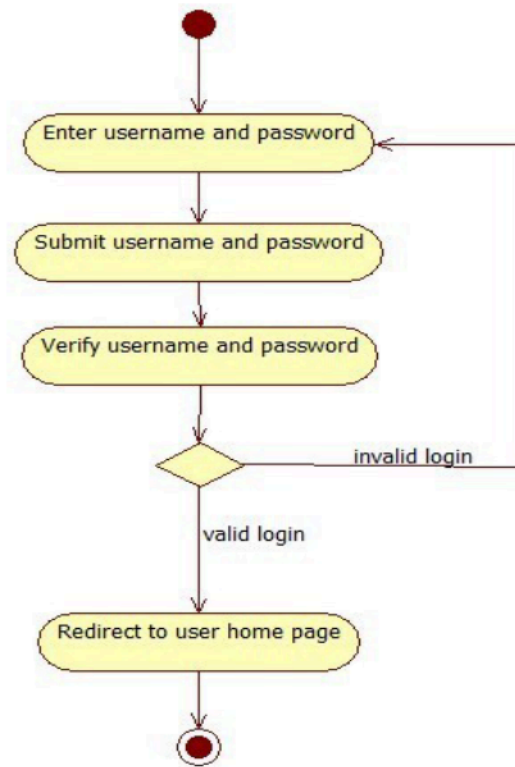 Enter username and password
Submit username and password
Verify username and password
invalid login
valid login
Redirect to user home page